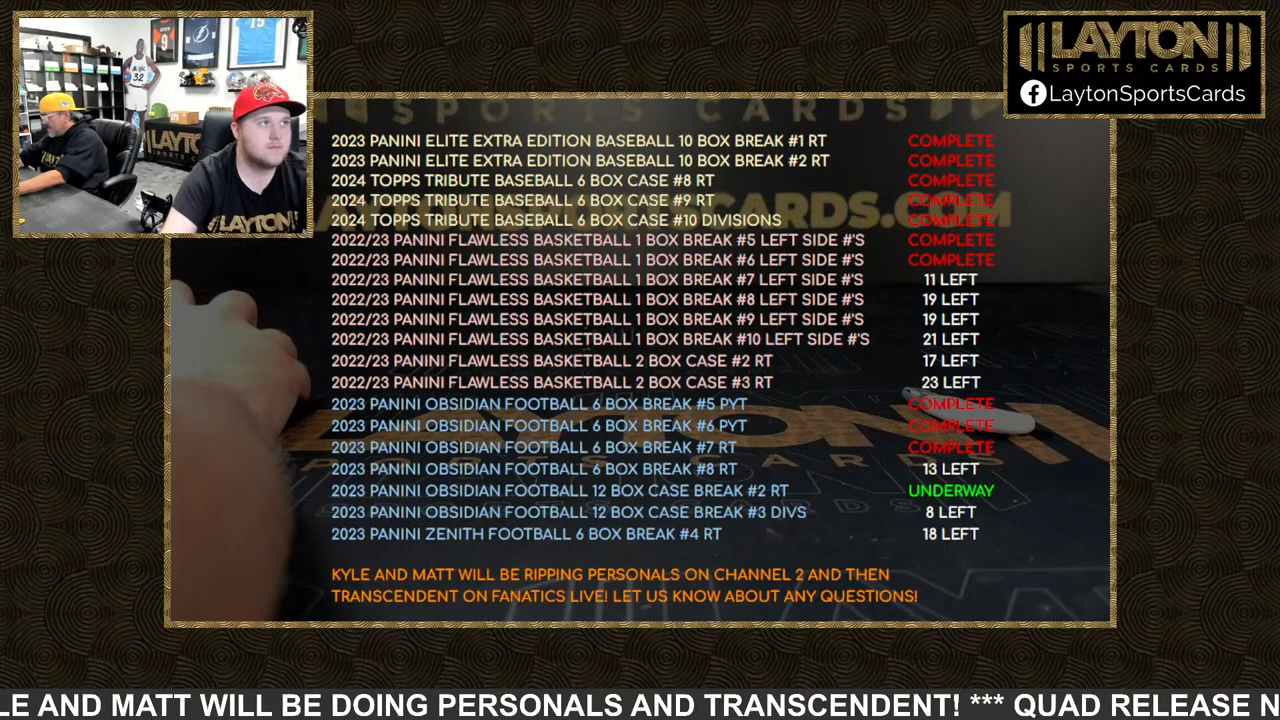 LAYTON
SPORTS CARDS
LaytonSportsCards
SPORTS CARDS
2023 PANINI ELITE EXTRA EDITION BASEBALL 10 BOX BREAK #1 RT COMPLETE
2023 PANINI ELITE EXTRA EDITION BASEBALL 10 BOX BREAK #2 RT COMPLETE
2024 TOPPS TRIBUTE BASEBALL 6 BOX CASE #8 RT COMPLETE
2024 TOPPS TRIBUTE BASEBALL 6 BOX CASE #9 RT COMPLETE
2024 TOPPS TRIBUTE BASEBALL 6 BOX CASE #10 DIVISIONS COMPLETE
2022/23 PANINI FLAWLESS BASKETBALL 1 BOX BREAK #5 LEFT SIDE #'S COMPLETE
2022/23 PANINI FLAWLESS BASKETBALL 1 BOX BREAK #6 LEFT SIDE #'S COMPLETE
2022/23 PANINI FLAWLESS BASKETBALL 1 BOX BREAK #7 LEFT SIDE #'S 11 LEFT
2022/23 PANINI FLAWLESS BASKETBALL 1 BOX BREAK #8 LEFT SIDE #'S 19 LEFT
2022/23 PANINI FLAWLESS BASKETBALL 1 BOX BREAK #9 LEFT SIDE #'S 19 LEFT
2022/23 PANINI FLAWLESS BASKETBALL 1 BOX BREAK #10 LEFT SIDE #'S 21 LEFT
2022/23 PANINI FLAWLESS BASKETBALL 2 BOX CASE #2 RT 17 LEFT
2022/23 PANINI FLAWLESS BASKETBALL 2 BOX CASE #3 RT 23 LEFT
2023 PANINI OBSIDIAN FOOTBALL 6 BOX BREAK #5 PYT COMPLETE
2023 PANINI OBSIDIAN FOOTBALL 6 BOX BREAK #6 PYT COMPLETE
2023 PANINI OBSIDIAN FOOTBALL 6 BOX BREAK #7 RT COMPLETE
2023 PANINI OBSIDIAN FOOTBALL 6 BOX BREAK #8 RT 13 LEFT
2023 PANINI OBSIDIAN FOOTBALL 12 BOX CASE BREAK #2 RT UNDERWAY
2023 PANINI OBSIDIAN FOOTBALL 12 BOX CASE BREAK #3 DIVS 8 LEFT
2023 PANINI ZENITH FOOTBALL 6 BOX BREAK #4 RT 18 LEFT
KYLE AND MATT WILL BE RIPPING PERSONALS ON CHANNEL 2 AND THEN
TRANSCENDENT ON FANATICS LIVE! LET US KNOW ABOUT ANY QUESTIONS!
LE AND MATT WILL BE DOING PERSONALS AND TRANSCENDENT! *** QUAD RELEASE N